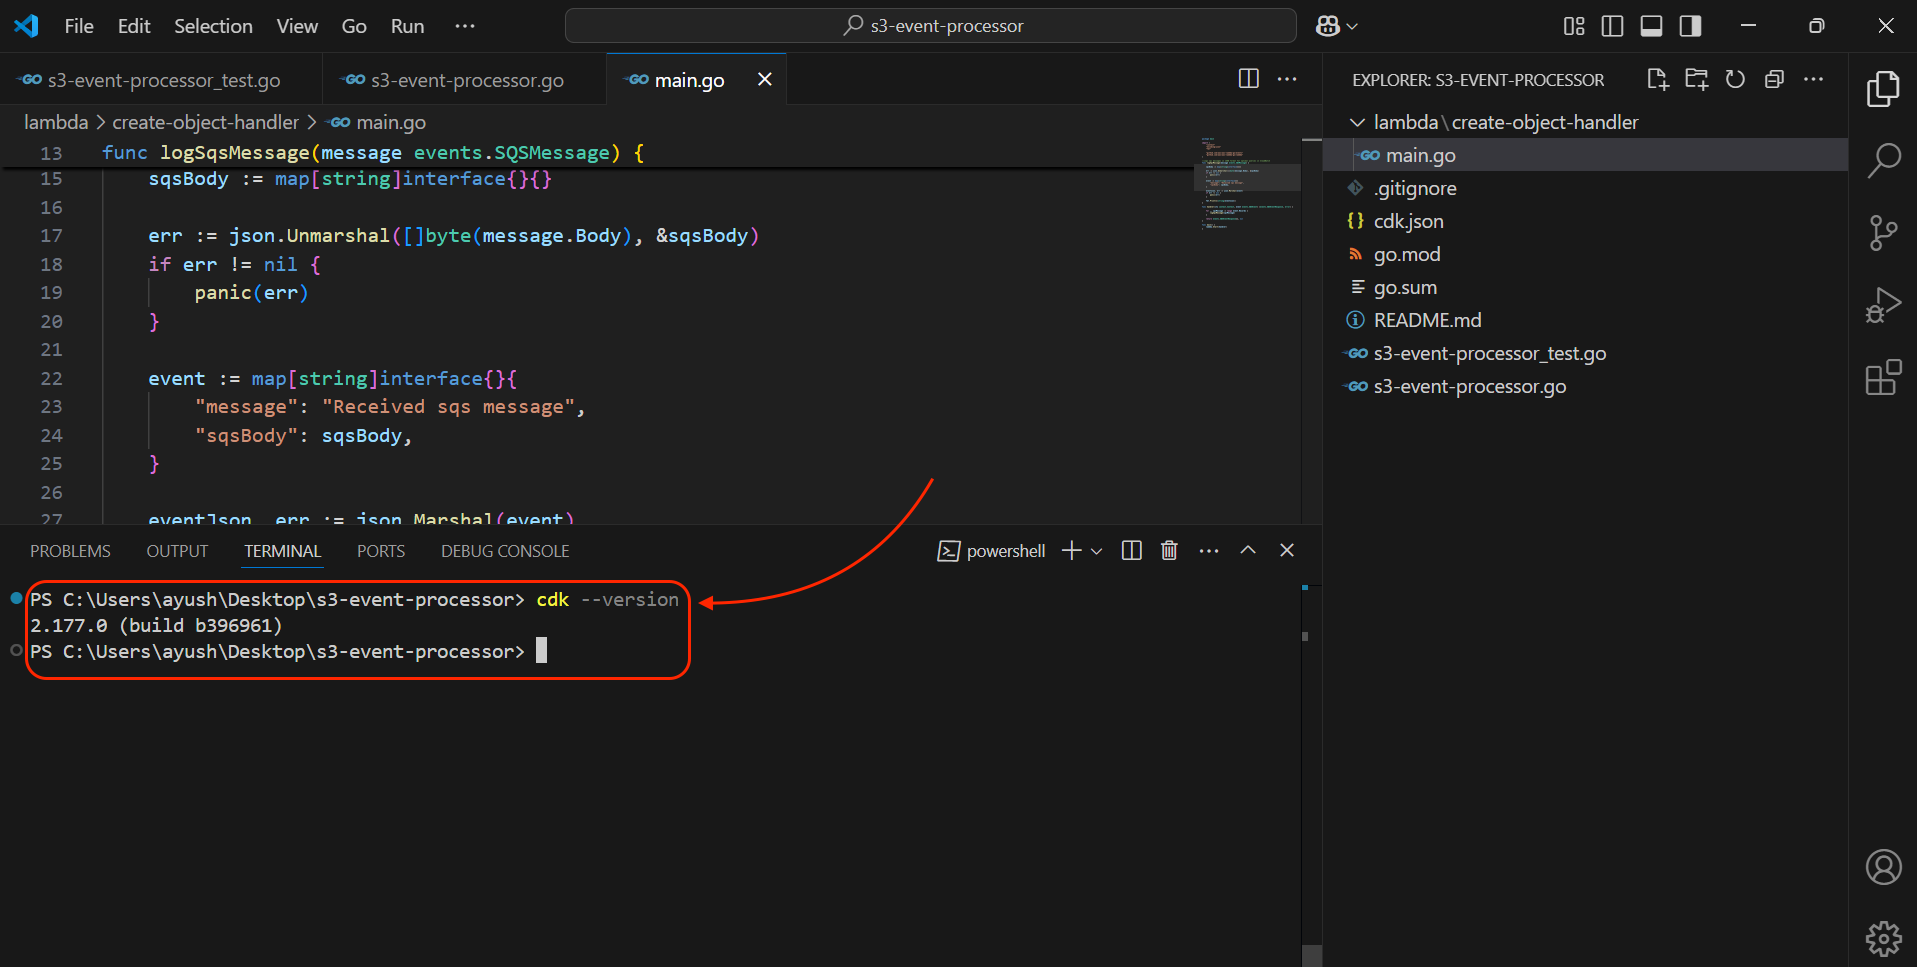 File Edit Selection View Go Run ··· s3-event-processor
s3-event-processor_test.go s3-event-processor.go main.go
lambda > create-object-handler > main.go
13 func logSqsMessage(message events.SQSMessage) {
15 sqsBody := map[string]interface{}{}
16
17 err := json.Unmarshal([]byte(message.Body), &sqsBody)
18 if err != nil {
19 panic(err)
20 }
21
22 event := map[string]interface{}{
23 "message": "Received sqs message",
24 "sqsBody": sqsBody,
25 }
26
27 eventJson, err := json.Marshal(event)
PROBLEMS OUTPUT TERMINAL PORTS DEBUG CONSOLE powershell
PS C:\Users\ayush\Desktop\s3-event-processor> cdk --version
2.177.0 (build b396961)
PS C:\Users\ayush\Desktop\s3-event-processor>
EXPLORER: S3-EVENT-PROCESSOR
lambda\create-object-handler
main.go
.gitignore
cdk.json
go.mod
go.sum
README.md
s3-event-processor_test.go
s3-event-processor.go